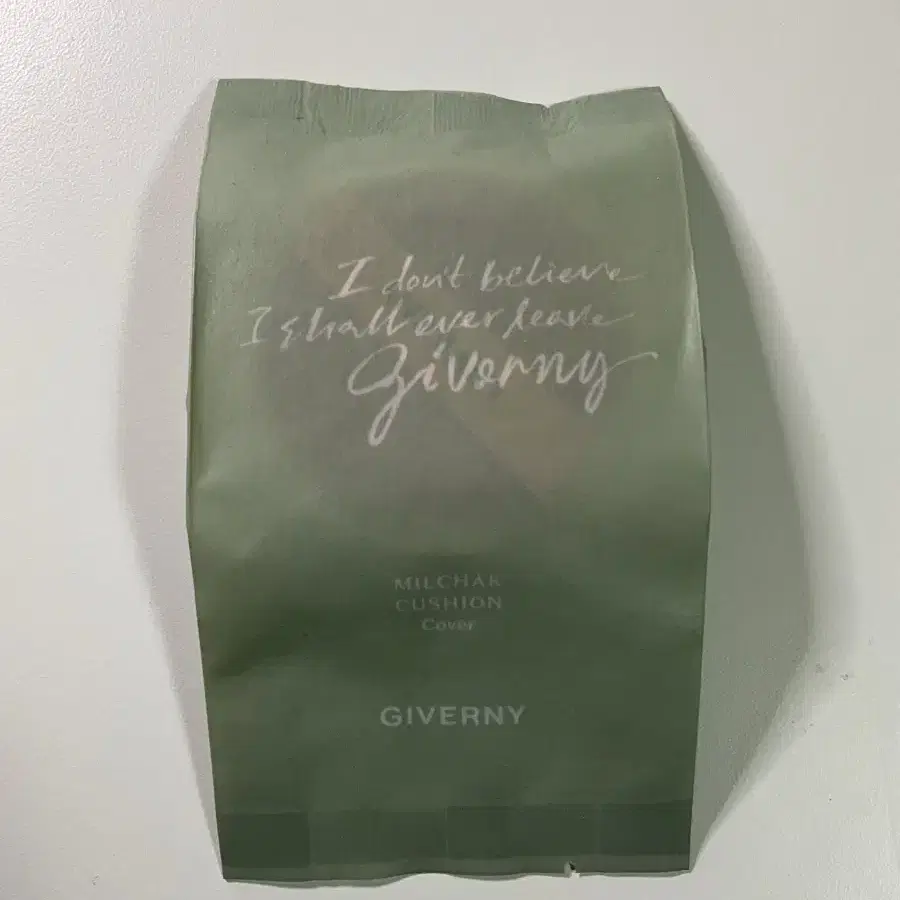 I don't believe
I shall ever leave
Giverny
MILCHAK
CUSHION
Cover
GIVERNY